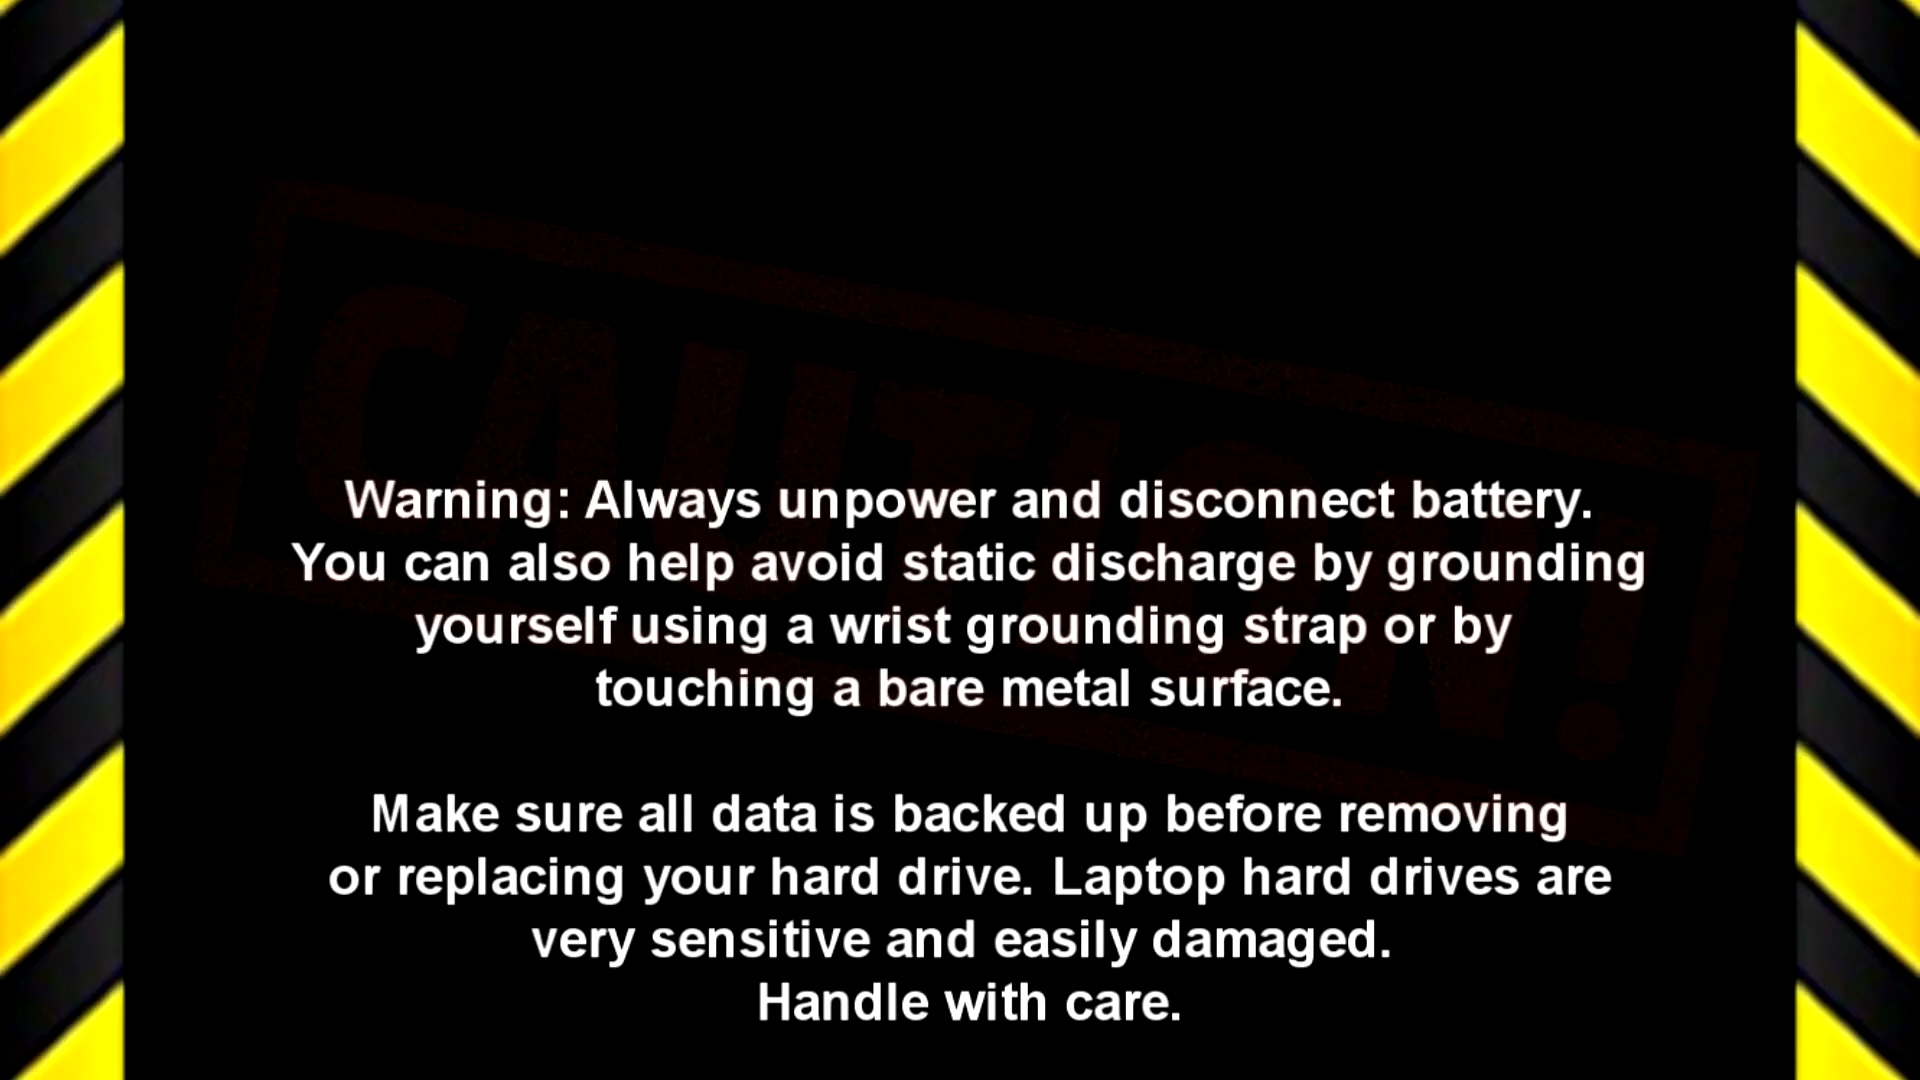 CAUTION!
Warning: Always unpower and disconnect battery.
You can also help avoid static discharge by grounding
yourself using a wrist grounding strap or by
touching a bare metal surface.
Make sure all data is backed up before removing
or replacing your hard drive. Laptop hard drives are
very sensitive and easily damaged.
Handle with care.